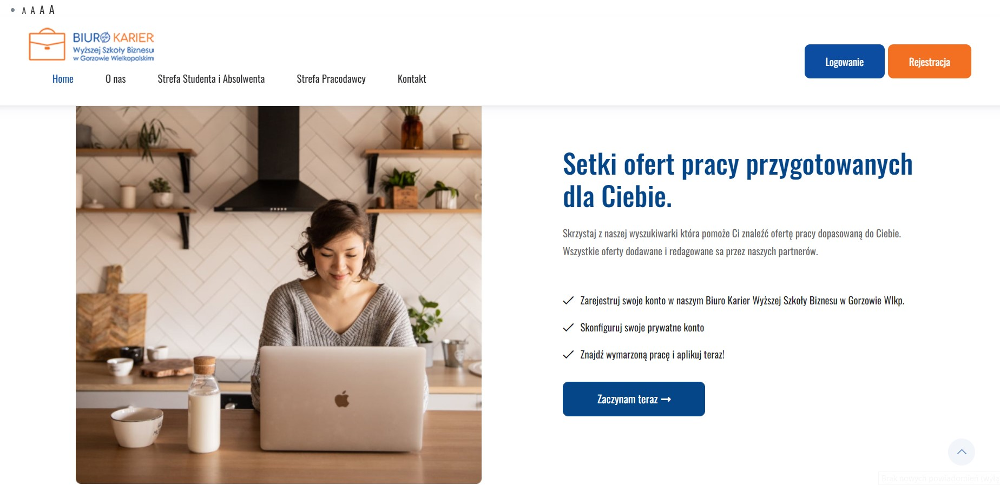 A A A A
BIURO KARIER
Wyższej Szkoły Biznesu
w Gorzowie Wielkopolskim
Logowanie
Rejestracja
Home
O nas
Strefa Studenta i Absolwenta
Strefa Pracodawcy
Kontakt
Setki ofert pracy przygotowanych
dla Ciebie.
Skrzystaj z naszej wyszukiwarki która pomoże Ci znaleźć ofertę pracy dopasowaną do Ciebie.
Wszystkie oferty dodawane i redagowane sa przez naszych partnerów.
Zarejestruj swoje konto w naszym Biuro Karier Wyższej Szkoły Biznesu w Gorzowie Wlkp.
Skonfiguruj swoje prywatne konto
Znajdź wymarzoną pracę i aplikuj teraz!
Zaczynam teraz →
Brak nowych powiadomień